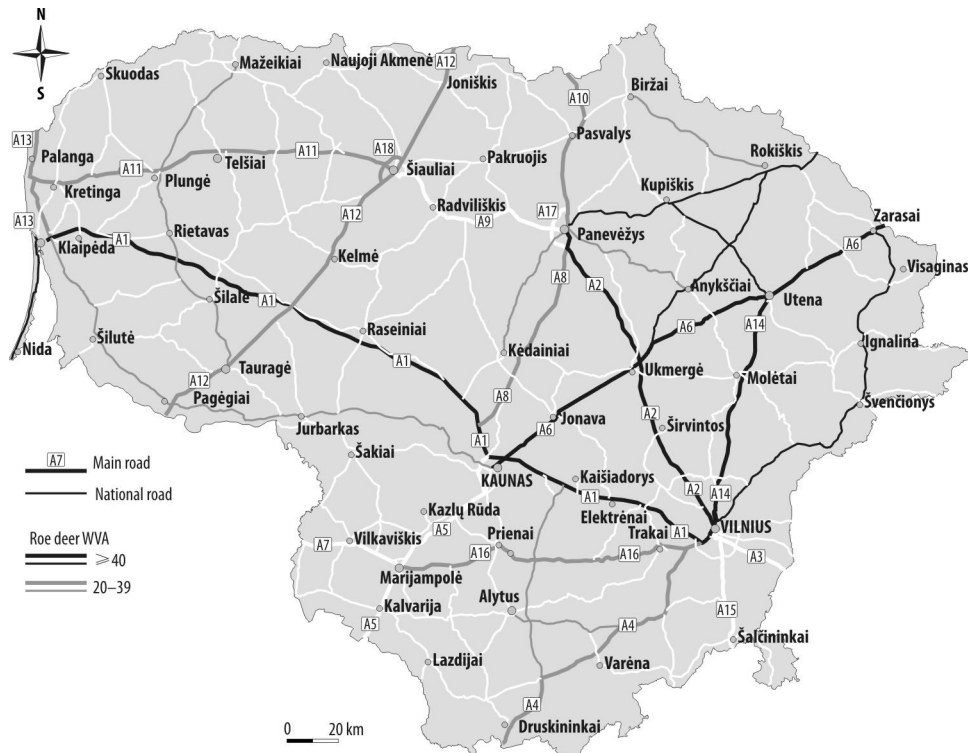 N
S
A12
Skuodas
Mažeikiai
Naujoji Akmenė
Joniškis
A10
Biržai
A13
Palanga
A11
Telšiai
A11
A18
Šiauliai
Pakruojis
Pasvalys
Rokiškis
Kretinga
Plungė
Kupiškis
A13
Klaipėda
A1
Rietavas
A12
Radviliškis
A9
A17
Panevėžys
Zarasai
A6
Kelmė
A8
A2
Anykščiai
Visaginas
Utena
Šilalė
A1
Raseiniai
A6
A14
Nida
Šilutė
A1
Kėdainiai
Ignalina
A12
Tauragė
Ukmergė
Molėtai
Pagėgiai
A8
Švenčionys
Jurbarkas
A1
A6
Jonava
A2
Širvintos
A7
Main road
National road
Šakiai
KAUNAS
Kaišiadorys
A1
A2
A14
Elektrėnai
Roe deer WVA
⩾40
20–39
Kazlų Rūda
A5
Prienai
Trakai
A1
VILNIUS
A7
Vilkaviškis
A16
A16
A3
Marijampolė
Kalvarija
A5
Alytus
A4
A15
Šalčininkai
Lazdijai
Varėna
A4
Druskininkai
0 20 km